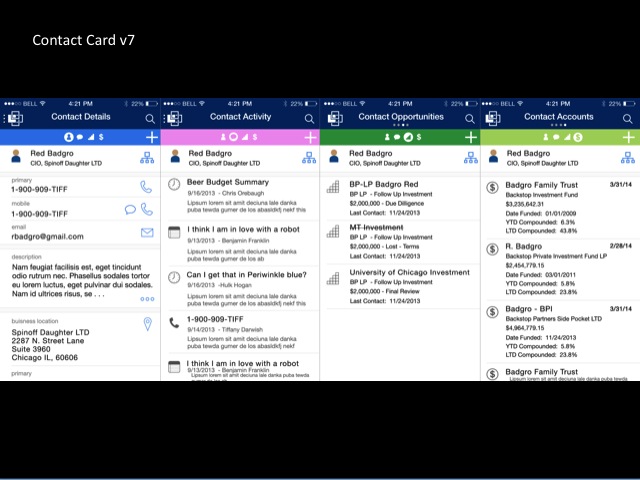 Contact Card v7
BELL 4:21 PM 22%
Contact Details
Red Badgro
CIO, Spinoff Daughter LTD
primary
1-900-909-TIFF
mobile
1-900-909-TIFF
email
rbadgro@gmail.com
description
Nam feugiat facilisis est, eget tincidunt
odio rutrum nec. Phasellus sodales tortor
eu lorem luctus, eget pulvinar dui sodales.
Nam id ultrices risus, se . . .
business location
Spinoff Daughter LTD
2287 N. Street Lane
Suite 3960
Chicago IL, 60606
primary
BELL 4:21 PM 22%
Contact Activity
Red Badgro
CIO, Spinoff Daughter LTD
Beer Budget Summary
9/16/2013 - Chris Orebaugh
Lipsum lorem sit amit deciuna lale danka
puba tewda gumer de los abasldkfj nekf this
I think I am in love with a robot
9/13/2013 - Benjamin Franklin
Lipsum lorem sit amit deciuna lale danka
puba tewda gumer de los ab
Can I get that in Periwinkle blue?
9/16/2013 -Hulk Hogan
Lipsum lorem sit amit deciuna lale danka
puba tewda gumer de los abasldkfj nekf this
1-900-909-TIFF
9/14/2013 - Tiffany Darwish
Lipsum lorem sit amit deciuna lale danka
puba tewda gumer de los abasldkfj nekf
I think I am in love with a robot
9/13/2013 - Benjamin Franklin
Lipsum lorem sit amit deciuna lale danka puba tewda
BELL 4:21 PM 22%
Contact Opportunities
$
Red Badgro
CIO, Spinoff Daughter LTD
BP-LP Badgro Red
BP LP - Follow Up Investment
$2,000,000 - Due Diligence
Last Contact: 11/24/2013
MT Investment
BP LP - Follow Up Investment
$2,000,000 - Lost - Terms
Last Contact: 11/24/2013
University of Chicago Investment
BP LP - Follow Up Investment
$2,000,000 - Final Review
Last Contact: 11/24/2013
BELL 4:21 PM 22%
Contact Accounts
$
Red Badgro
CIO, Spinoff Daughter LTD
Badgro Family Trust 3/31/14
Backstop Investment Fund
$3,235,642.31
Date Funded: 01/01/2009
YTD Compounded: 6.3%
LTD Compounded: 43.8%
R. Badgro 2/28/14
Backstop Private Investment Fund LP
$2,454,779.15
Date Funded: 03/01/2011
YTD Compounded: 5.8%
LTD Compounded: 23.8%
Badgro - BPI 3/31/14
Backstop Partners Side Pocket LTD
$4,964,779.15
Date Funded: 11/24/2013
YTD Compounded: 5.8%
LTD Compounded: 23.8%
Badgro Family Trust
Lipsum lorem sit amit deciuna lale danka puba tewda